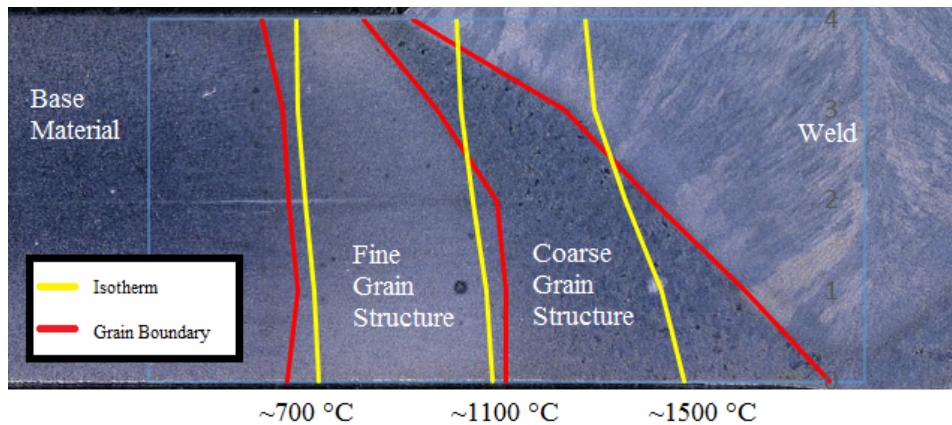 4
Base
Material
3
Weld
2
Fine
Grain
Structure
Coarse
Grain
Structure
1
Isotherm
Grain Boundary
~700 °C
~1100 °C
~1500 °C